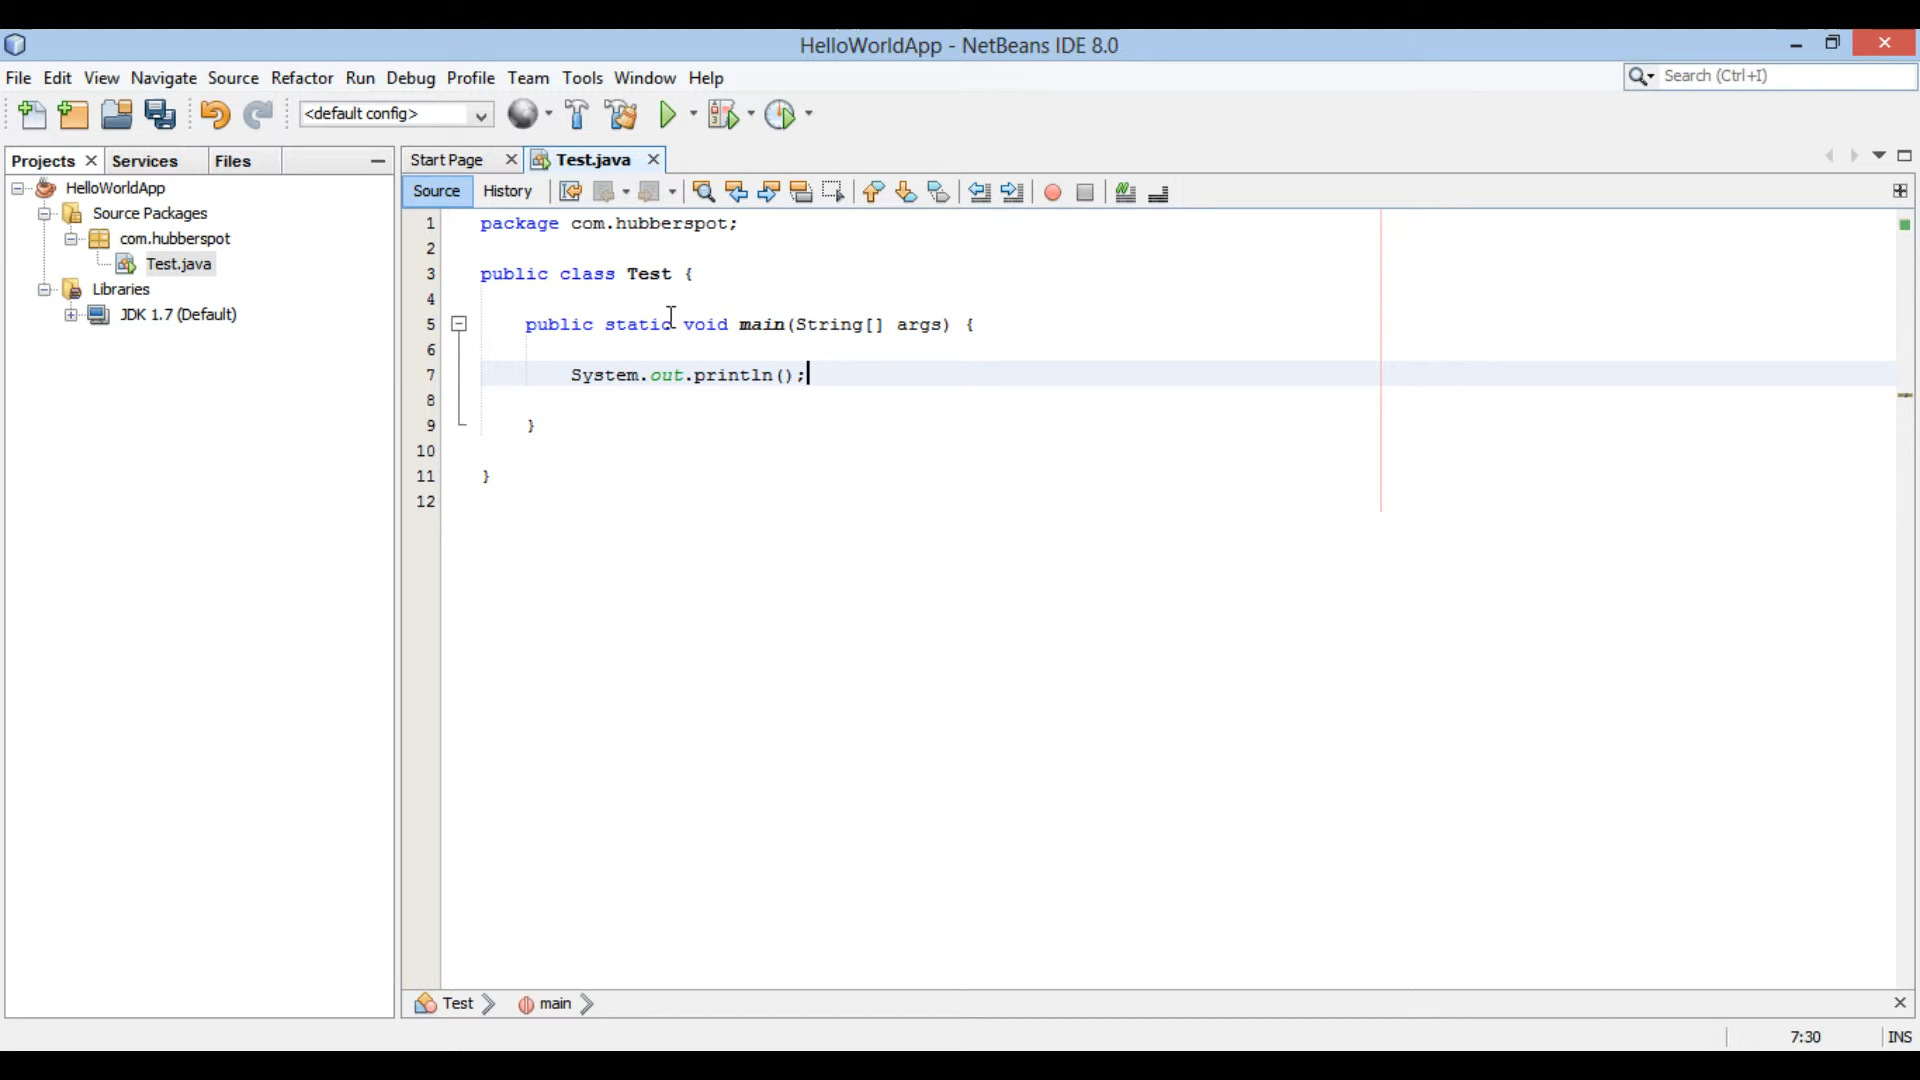 HelloWorldApp - NetBeans IDE 8.0
File Edit View Navigate Source Refactor Run Debug Profile Team Tools Window Help
Search (Ctrl+I)
<default config>
Projects Services Files
Start Page Test.java
Source History
HelloWorldApp
Source Packages
com.hubberspot
Test.java
Libraries
JDK 1.7 (Default)
1 package com.hubberspot;
2
3 public class Test {
4
5 public static void main(String[] args) {
6
7 System.out.println();
8
9 }
10
11 }
12
Test main
7:30 INS